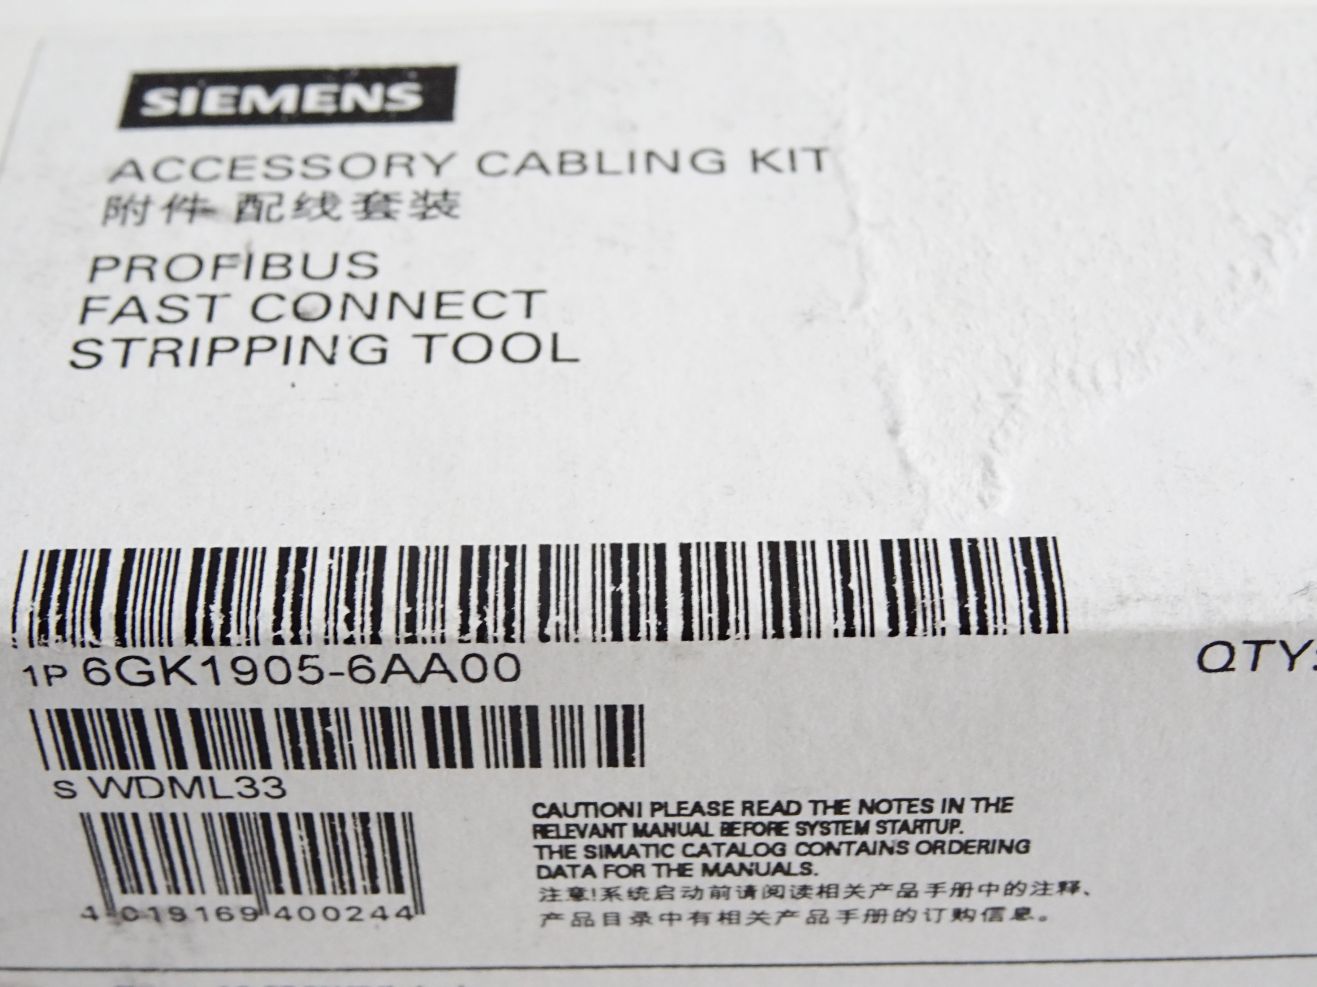 SIEMENS
ACCESSORY CABLING KIT
附件 配线套装
PROFIBUS
FAST CONNECT
STRIPPING TOOL
1P 6GK1905-6AA00
QTY:
S WDML33
4 019169 400244
CAUTION! PLEASE READ THE NOTES IN THE
RELEVANT MANUAL BEFORE SYSTEM STARTUP.
THE SIMATIC CATALOG CONTAINS ORDERING
DATA FOR THE MANUALS.
注意!系统启动前请阅读相关产品手册中的注释、
产品目录中有相关产品手册的订购信息。